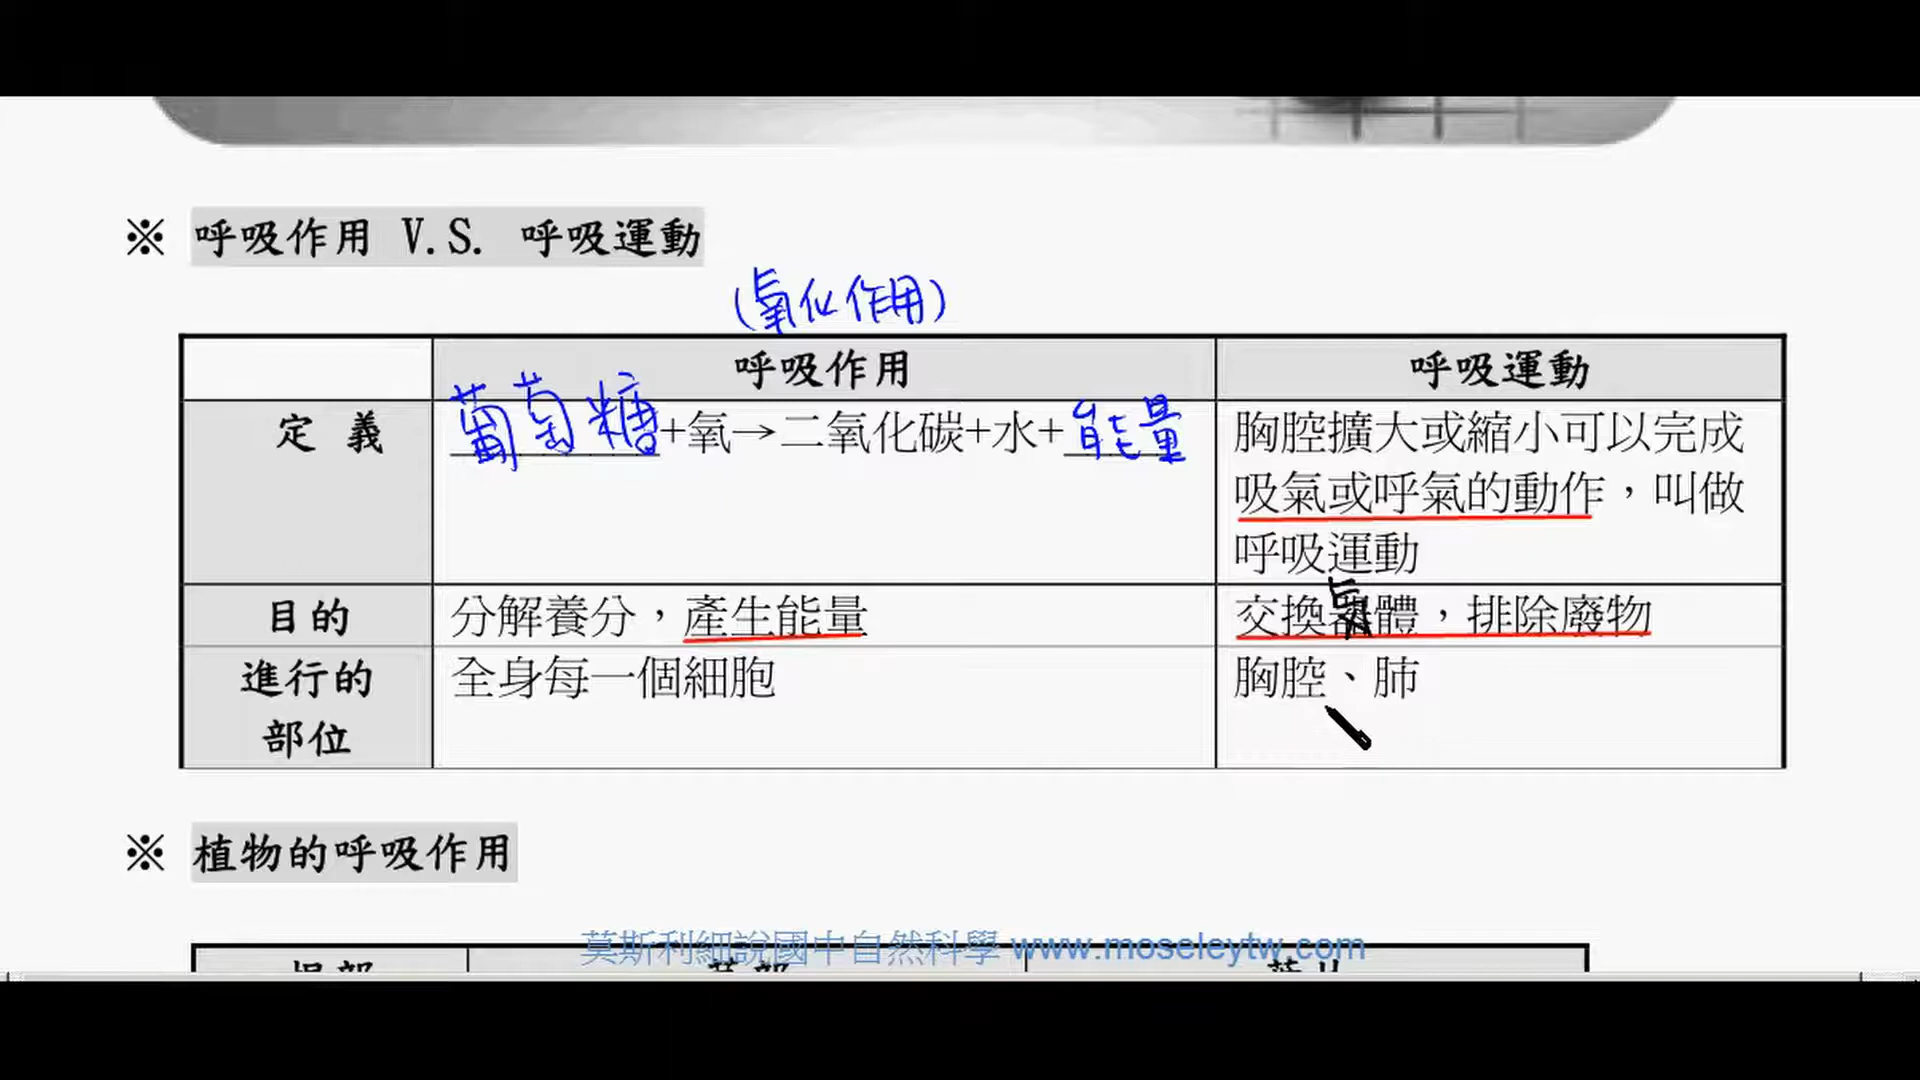 ※ 呼吸作用 V.S. 呼吸運動
(氧化作用)
呼吸作用 呼吸運動
定義 葡萄糖+氧→二氧化碳+水+能量 胸腔擴大或縮小可以完成
吸氣或呼氣的動作，叫做
呼吸運動
目的 分解養分，產生能量 交換氣體，排除廢物
進行的 全身每一個細胞 胸腔、肺
部位
※ 植物的呼吸作用
莫斯利細說國中自然科學 www.moseleytw.com